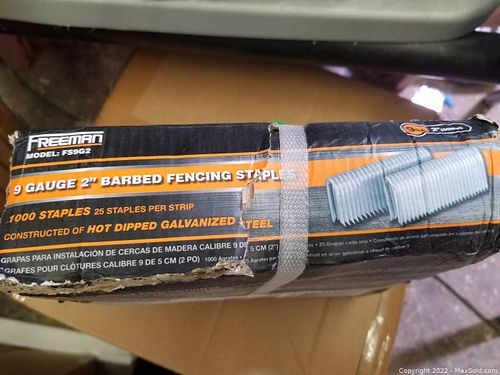 FREEMAN
MODEL: FS9G2
9 GAUGE 2" BARBED FENCING STAPLES
1000 STAPLES 25 STAPLES PER STRIP
CONSTRUCTED OF HOT DIPPED GALVANIZED STEEL
GRAPAS PARA INSTALACIÓN DE CERCAS DE MADERA CALIBRE 9 DE 5 CM (2")
AGRAFES POUR CLÔTURES CALIBRE 9 DE 5 CM (2 PO)
Copyright 2022 - MaxSold.com